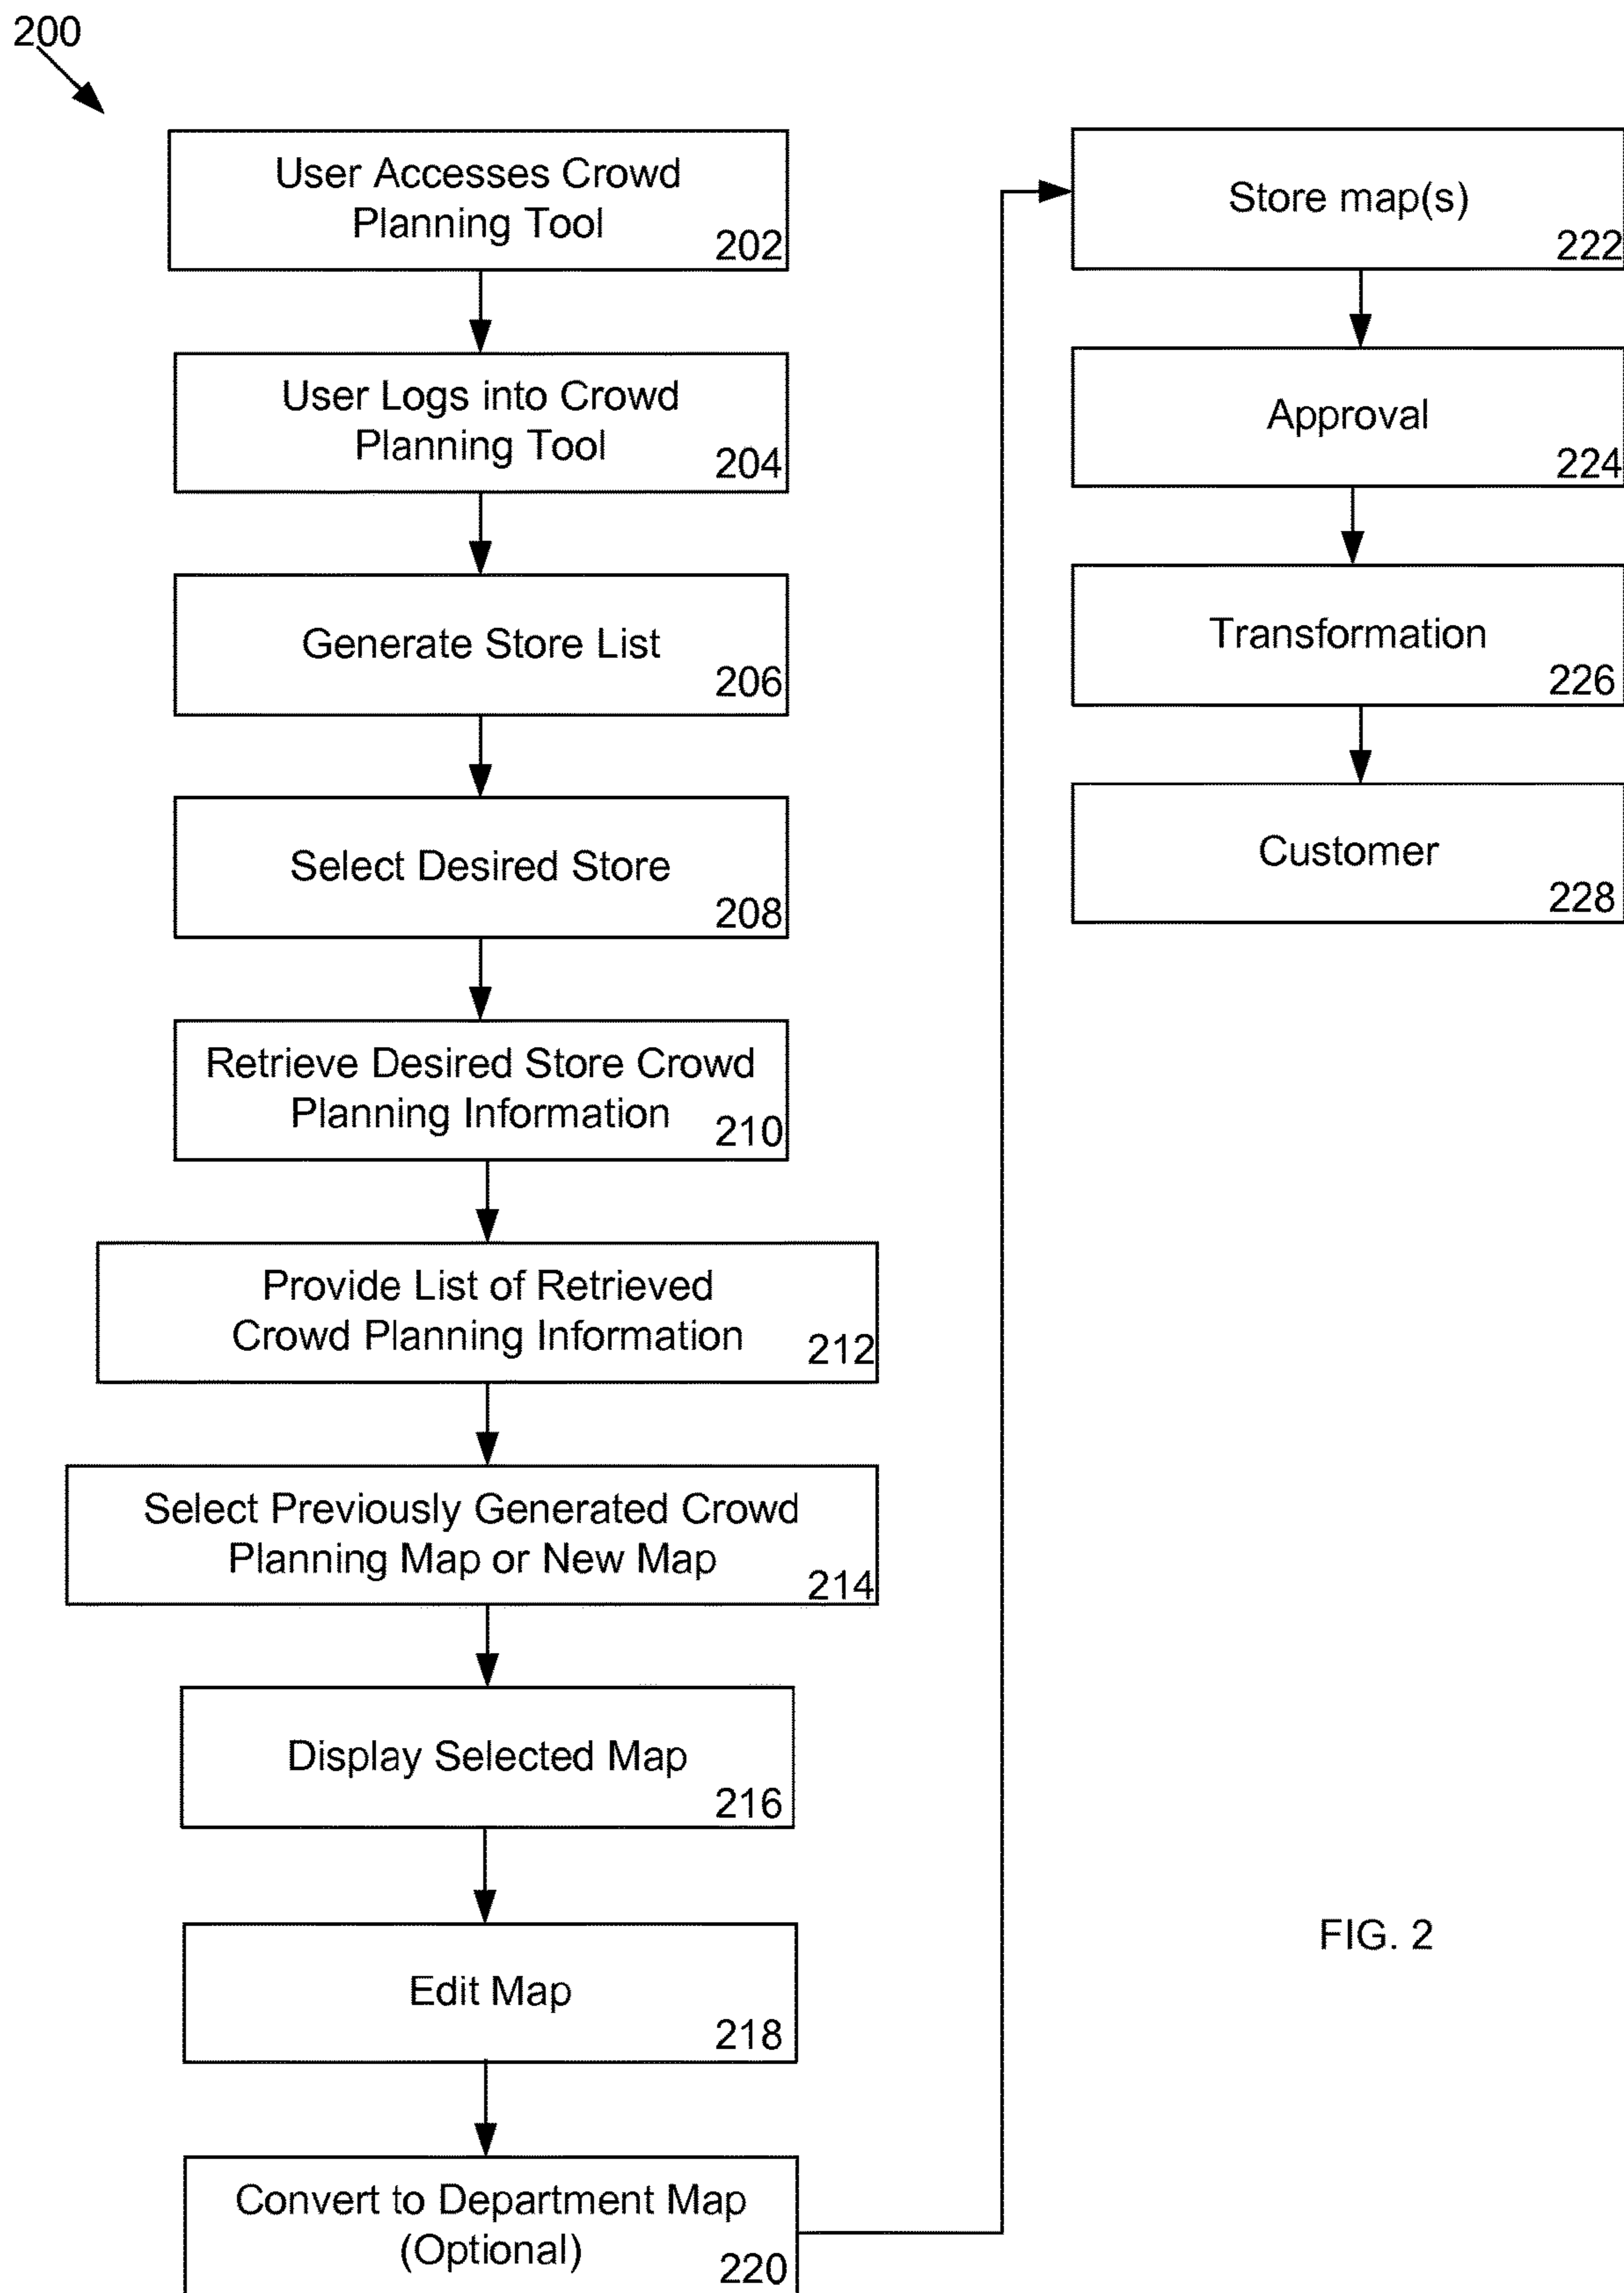 200
User Accesses Crowd
Planning Tool
202
User Logs into Crowd
Planning Tool
204
Generate Store List
206
Select Desired Store
208
Retrieve Desired Store Crowd
Planning Information
210
Provide List of Retrieved
Crowd Planning Information
212
Select Previously Generated Crowd
Planning Map or New Map
214
Display Selected Map
216
Edit Map
218
Convert to Department Map
(Optional)
220
Store map(s)
222
Approval
224
Transformation
226
Customer
228
FIG. 2